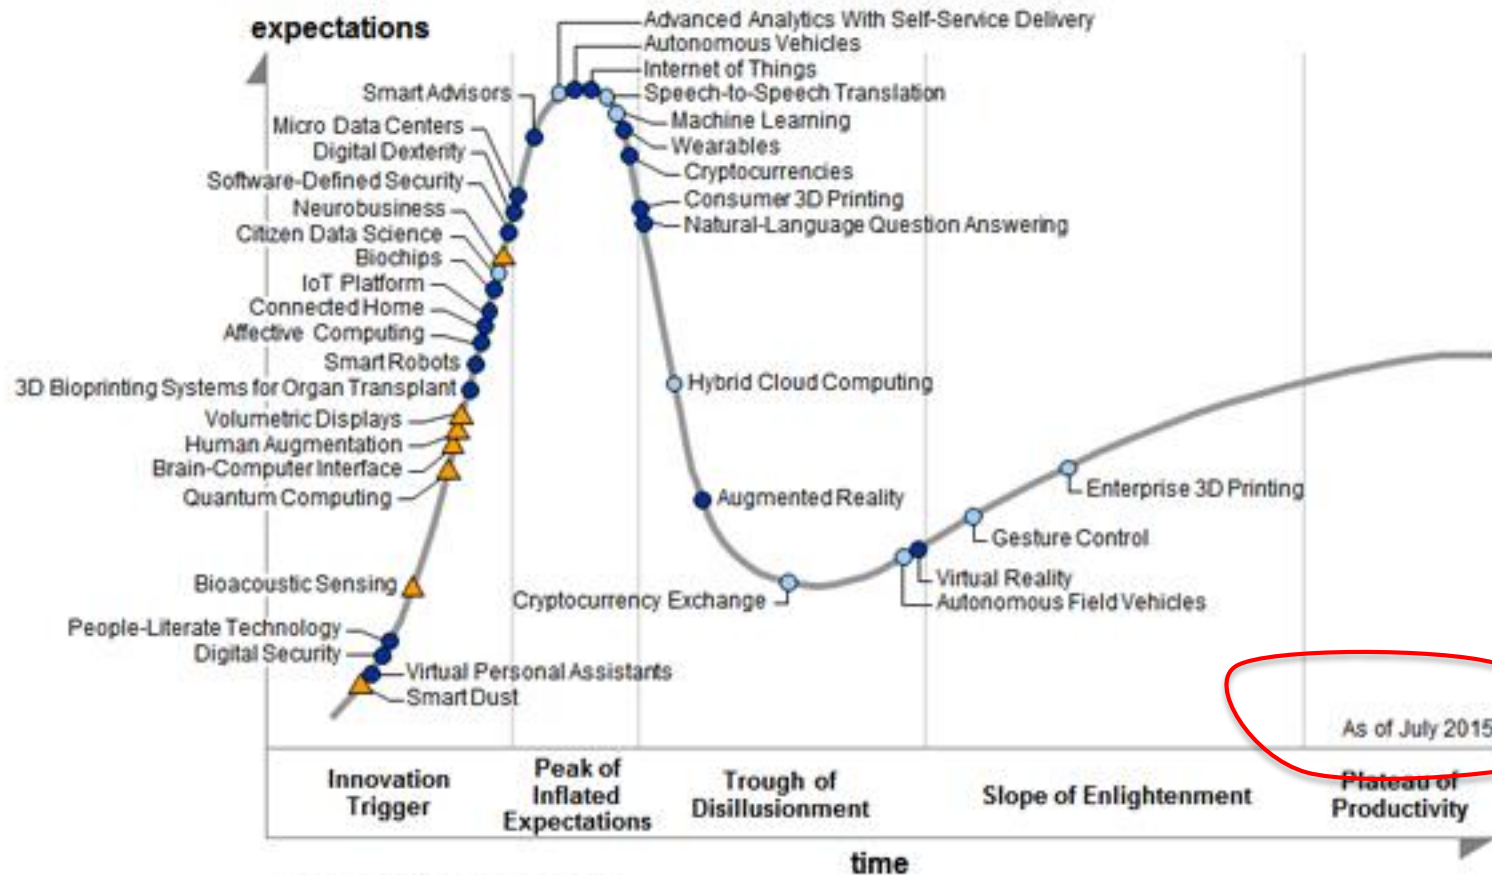 expectations
Advanced Analytics With Self-Service Delivery
Autonomous Vehicles
Internet of Things
Speech-to-Speech Translation
Machine Learning
Wearables
Cryptocurrencies
Consumer 3D Printing
Natural-Language Question Answering
Smart Advisors
Micro Data Centers
Digital Dexterity
Software-Defined Security
Neurobusiness
Citizen Data Science
Biochips
IoT Platform
Connected Home
Affective Computing
Smart Robots
3D Bioprinting Systems for Organ Transplant
Volumetric Displays
Human Augmentation
Brain-Computer Interface
Quantum Computing
Bioacoustic Sensing
People-Literate Technology
Digital Security
Virtual Personal Assistants
Smart Dust
Hybrid Cloud Computing
Augmented Reality
Cryptocurrency Exchange
Enterprise 3D Printing
Gesture Control
Virtual Reality
Autonomous Field Vehicles
As of July 2015
Innovation
Trigger
Peak of
Inflated
Expectations
Trough of
Disillusionment
Slope of Enlightenment
Plateau of
Productivity
time